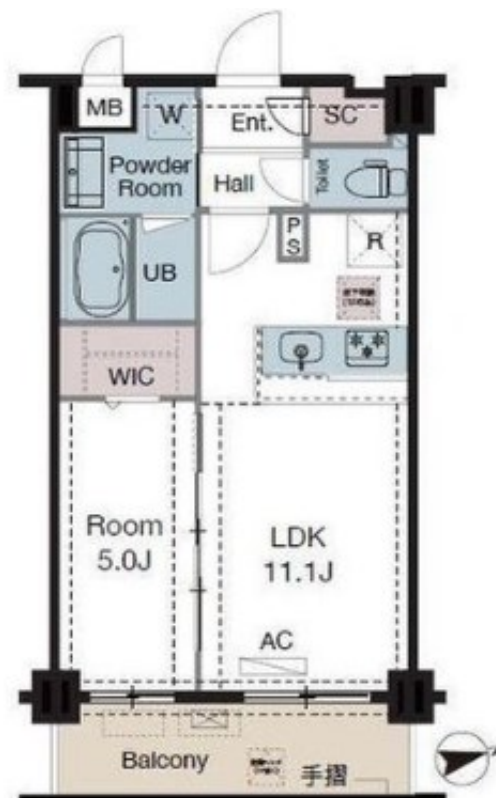 MB
W
Ent.
SC
Powder
Room
Hall
Toilet
PS
R
UB
WIC
Room
5.0J
LDK
11.1J
AC
Balcony
手摺